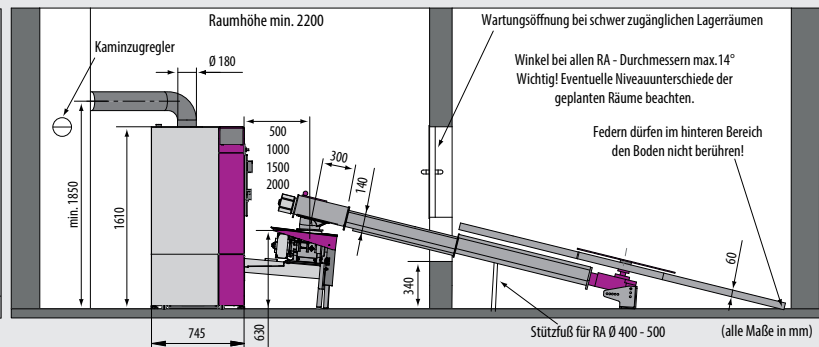 Raumhöhe min. 2200
Wartungsöffnung bei schwer zugänglichen Lagerräumen
Kaminzugregler
Ø 180
Winkel bei allen RA - Durchmessern max.14°
Wichtig! Eventuelle Niveauunterschiede der
geplanten Räume beachten.
Federn dürfen im hinteren Bereich
den Boden nicht berühren!
500
1000
1500
2000
300
140
min. 1850
1610
60
340
630
745
Stützfuß für RA Ø 400 - 500
(alle Maße in mm)